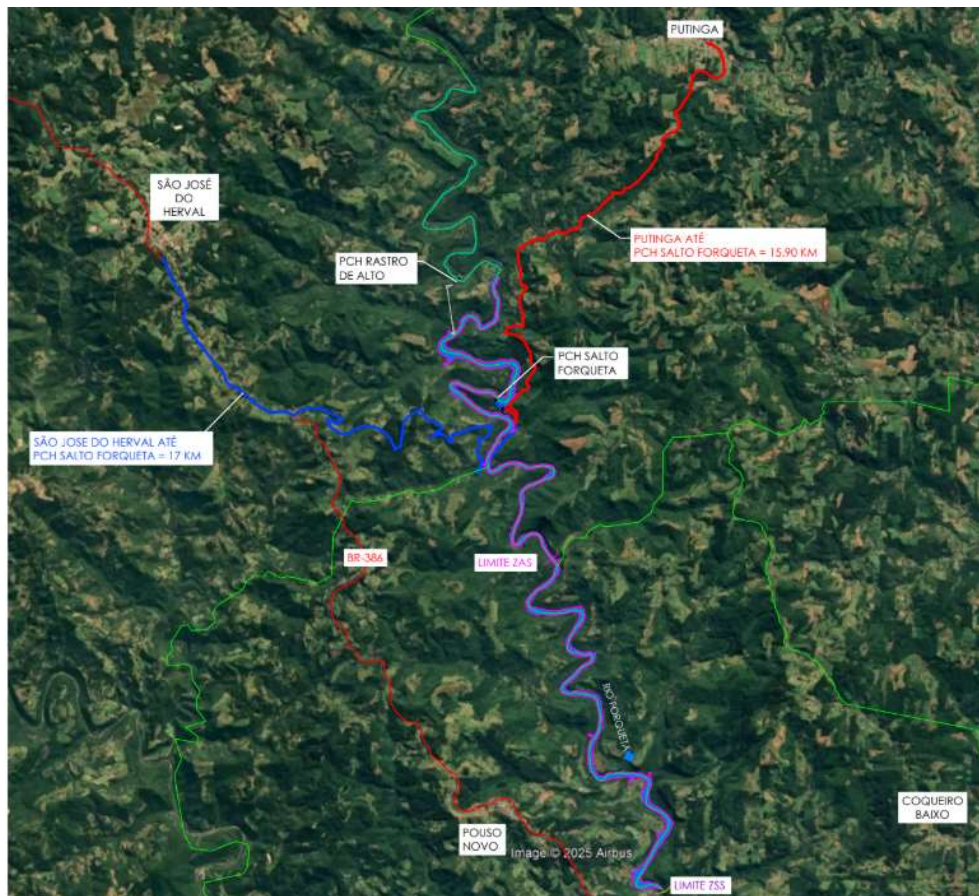 PUTINGA
SÃO JOSÉ
DO
HERVAL
PUTINGA ATÉ
PCH SALTO FORQUETA = 15,90 KM
PCH RASTRO
DE ALTO
PCH SALTO
FORQUETA
SÃO JOSE DO HERVAL ATÉ
PCH SALTO FORQUETA = 17 KM
BR-386
LIMITE ZAS
RIO FORQUETA
COQUEIRO
BAIXO
POUSO
NOVO
Image © 2025 Airbus
LIMITE ZSS